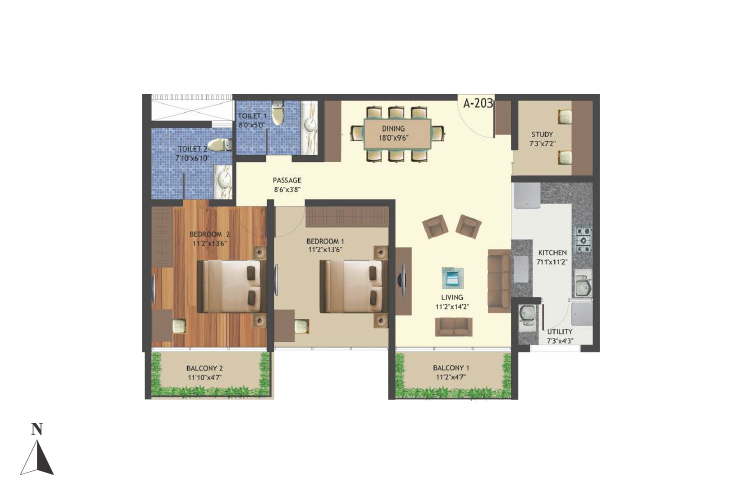 A-203
TOILET 1
8'0"x5'0"
DINING
18'0"x9'6"
STUDY
7'3"x7'2"
TOILET 2
7'10"x6'10"
PASSAGE
8'6"x3'8"
BEDROOM 2
11'2"x13'6"
BEDROOM 1
11'2"x13'6"
KITCHEN
7'1"x11'2"
LIVING
11'2"x14'2"
UTILITY
7'3"x4'3"
BALCONY 2
11'10"x4'7"
BALCONY 1
11'2"x4'7"
N